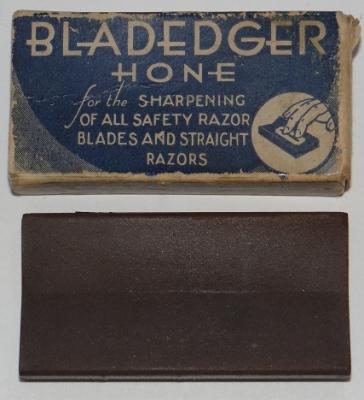 BLADEDGER
HONE
for the SHARPENING
OF ALL SAFETY RAZOR
BLADES AND STRAIGHT
RAZORS